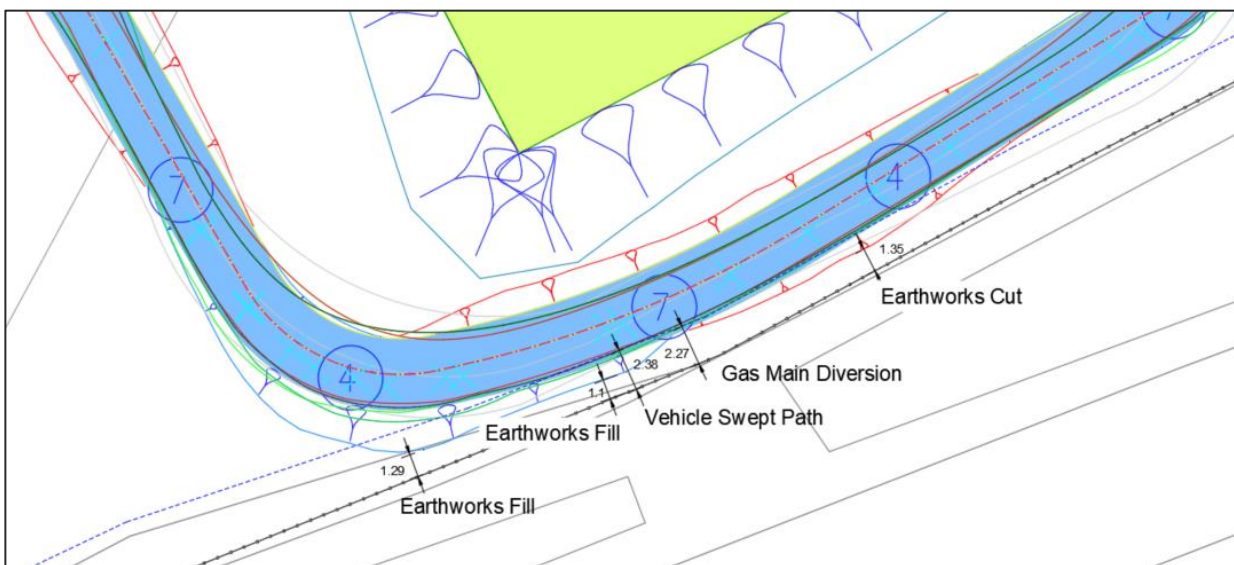 7
4
7
4
1.35
Earthworks Cut
2.27
Gas Main Diversion
2.38
Vehicle Swept Path
1.1
Earthworks Fill
1.29
Earthworks Fill